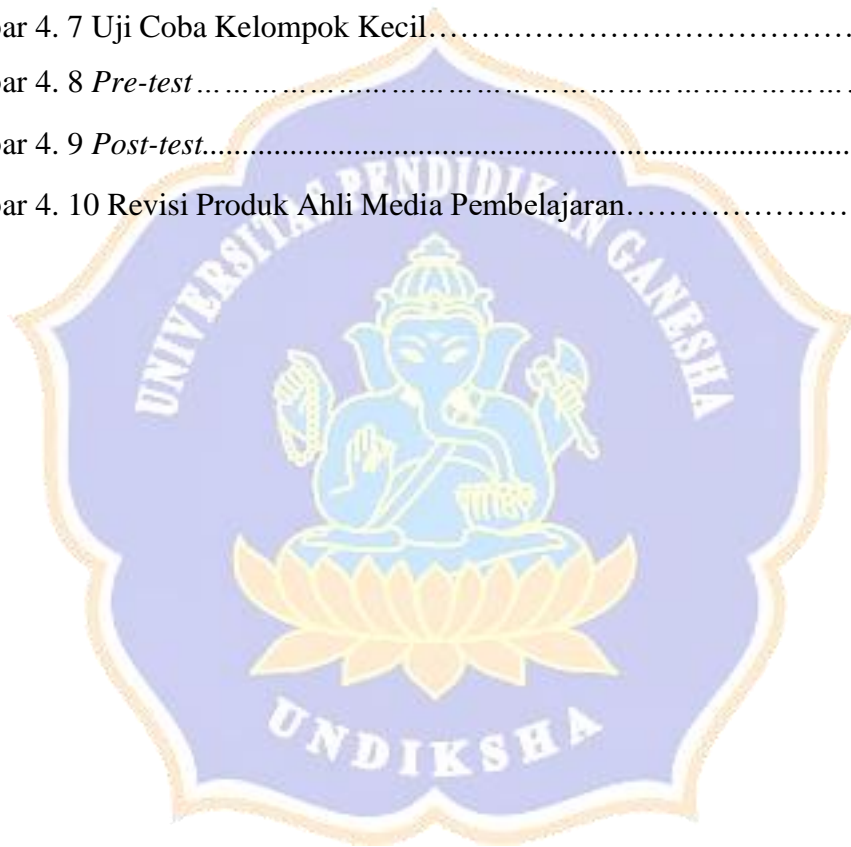 ar 4. 7 Uji Coba Kelompok Kecil…………………………………
ar 4. 8 Pre-test………………………………………………………
ar 4. 9 Post-test...................................................................................
ar 4. 10 Revisi Produk Ahli Media Pembelajaran…………………
UNIVERSITAS PENDIDIKAN GANESHA
UNDIKSHA